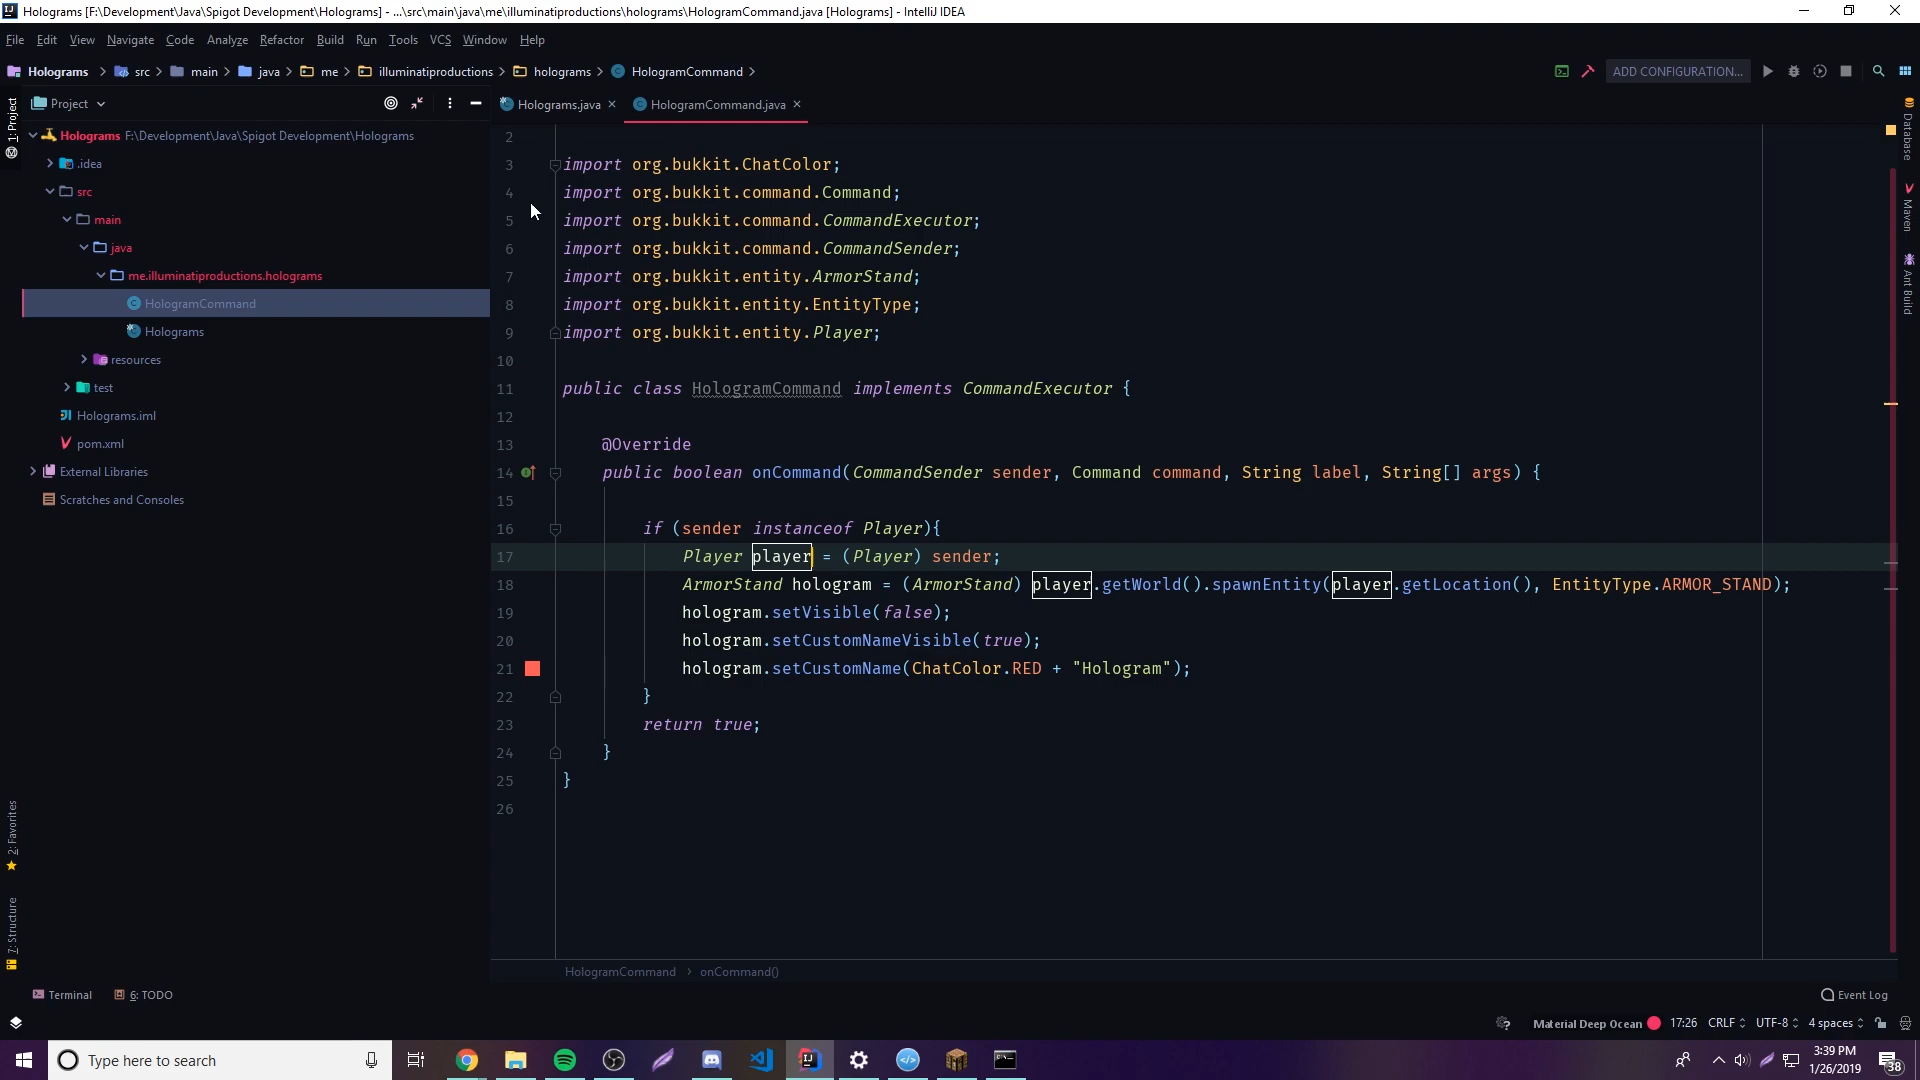 Holograms [F:\Development\Java\Spigot Development\Holograms] - ...\src\main\java\me\illuminatiproductions\holograms\HologramCommand.java [Holograms] - IntelliJ IDEA
File Edit View Navigate Code Analyze Refactor Build Run Tools VCS Window Help
Holograms src main java me illuminatiproductions holograms HologramCommand
ADD CONFIGURATION...
1: Project
Project
Holograms.java
HologramCommand.java
Holograms F:\Development\Java\Spigot Development\Holograms
.idea
src
main
java
me.illuminatiproductions.holograms
HologramCommand
Holograms
resources
test
Holograms.iml
pom.xml
External Libraries
Scratches and Consoles
2
3 import org.bukkit.ChatColor;
4 import org.bukkit.command.Command;
5 import org.bukkit.command.CommandExecutor;
6 import org.bukkit.command.CommandSender;
7 import org.bukkit.entity.ArmorStand;
8 import org.bukkit.entity.EntityType;
9 import org.bukkit.entity.Player;
10
11 public class HologramCommand implements CommandExecutor {
12
13 @Override
14 public boolean onCommand(CommandSender sender, Command command, String label, String[] args) {
15
16 if (sender instanceof Player){
17 Player player = (Player) sender;
18 ArmorStand hologram = (ArmorStand) player.getWorld().spawnEntity(player.getLocation(), EntityType.ARMOR_STAND);
19 hologram.setVisible(false);
20 hologram.setCustomNameVisible(true);
21 hologram.setCustomName(ChatColor.RED + "Hologram");
22 }
23 return true;
24 }
25 }
26
Database
Maven
Ant Build
2: Favorites
7: Structure
HologramCommand > onCommand()
Terminal 6: TODO
Event Log
Material Deep Ocean 17:26 CRLF UTF-8 4 spaces
Type here to search
3:39 PM
1/26/2019
38